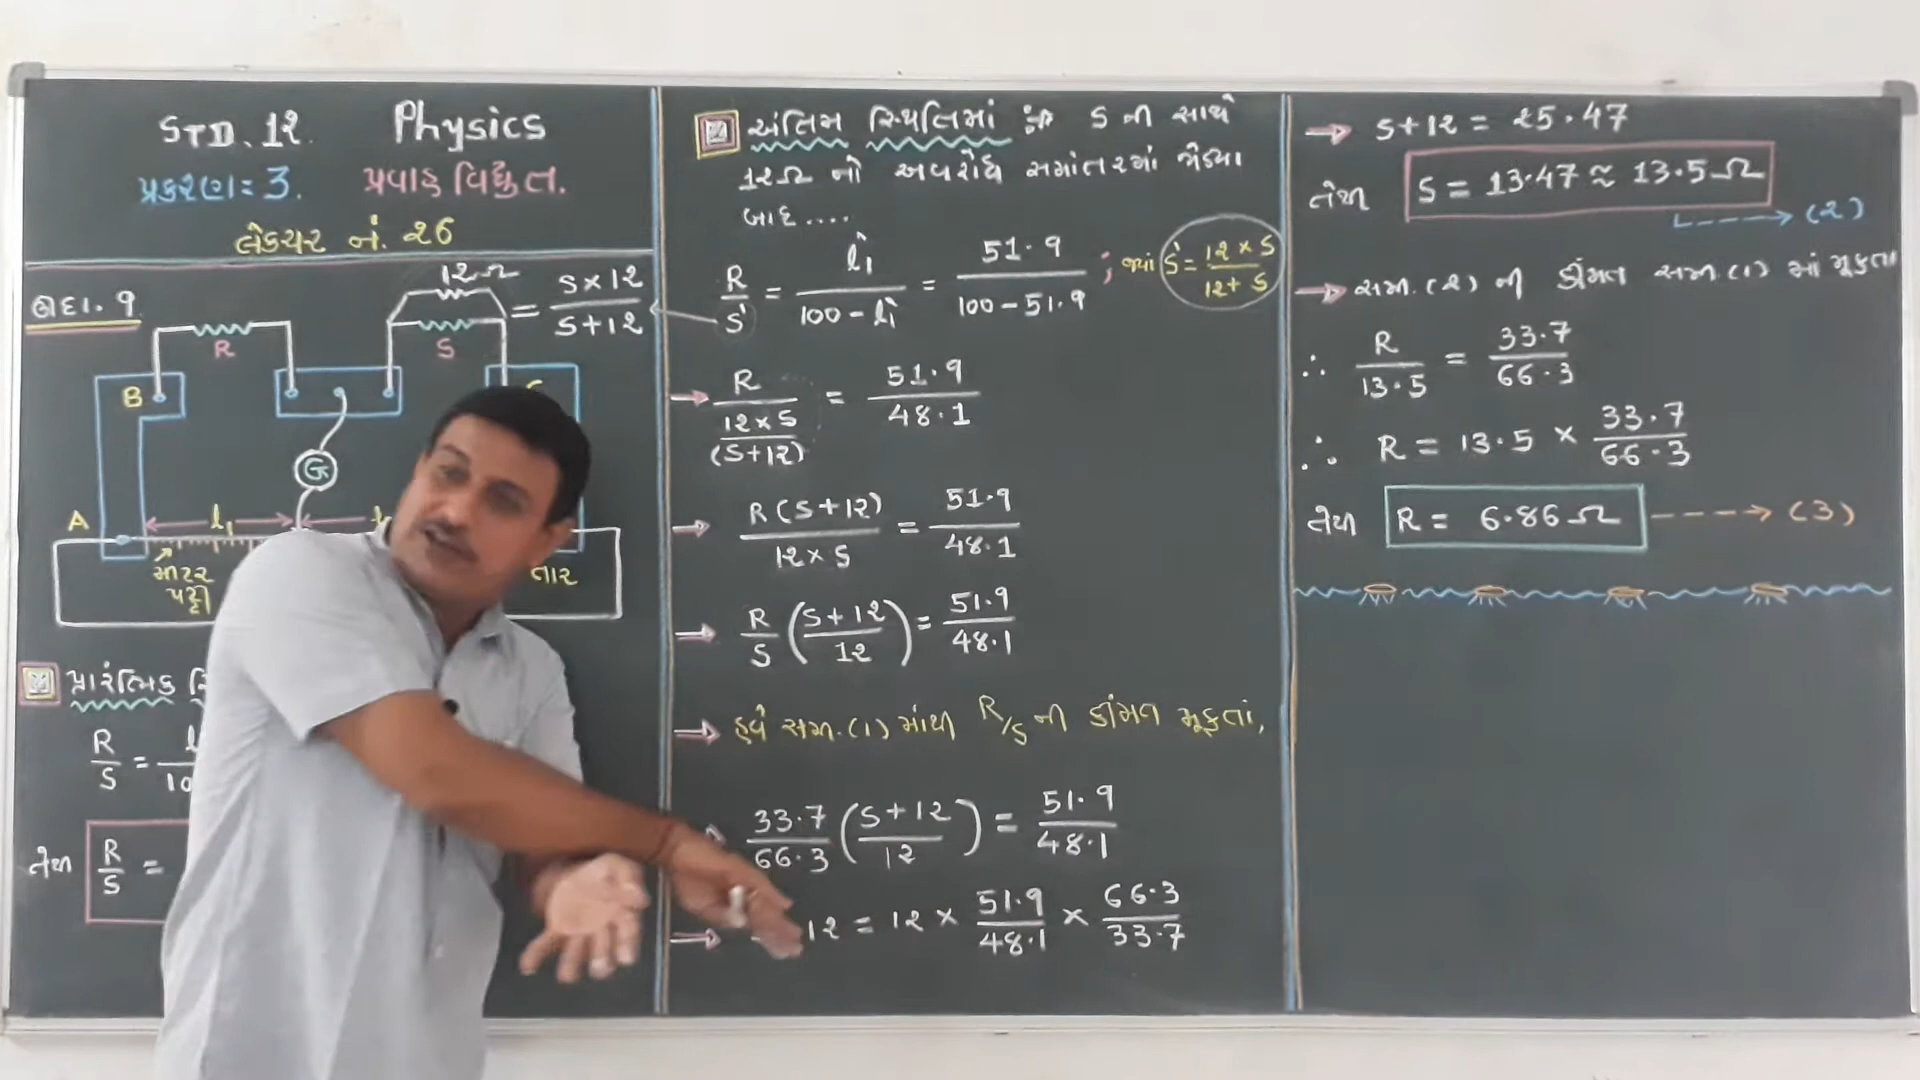 STD. 12. Physics
પ્રકરણ: 3. પ્રવાહ વિદ્યુત.
લેકચર નં. 26
ઉદા. 9.
12Ω
= S×12 / S+12
R
S
B
G
A
l₁
મીટર
પટ્ટી
તાર
પ્રારંભિક
R/S =
તેથી R/S =
અંતિમ સ્થિતિમાં : S ની સાથે
12Ω નો અવરોધ સમાંતરમાં જોડ્યા
બાદ ....
R/S' = l₁'/100 - l₁' = 51.9/100 - 51.9 ; જ્યાં S' = 12×S/12+S
→ R/(12×S/(S+12)) = 51.9/48.1
→ R(S+12)/12×S = 51.9/48.1
→ R/S (S+12/12) = 51.9/48.1
→ હવે સમી.(1) માંથી R/S ની કિંમત મૂકતાં,
33.7/66.3 (S+12/12) = 51.9/48.1
→ 12 = 12 × 51.9/48.1 × 66.3/33.7
→ S+12 = 25.47
તેથી S = 13.47 ≈ 13.5Ω
----→ (2)
→ સમી.(2) ની કિંમત સમી.(1) માં મૂકતા
∴ R/13.5 = 33.7/66.3
∴ R = 13.5 × 33.7/66.3
તેથી R = 6.86Ω ----→ (3)